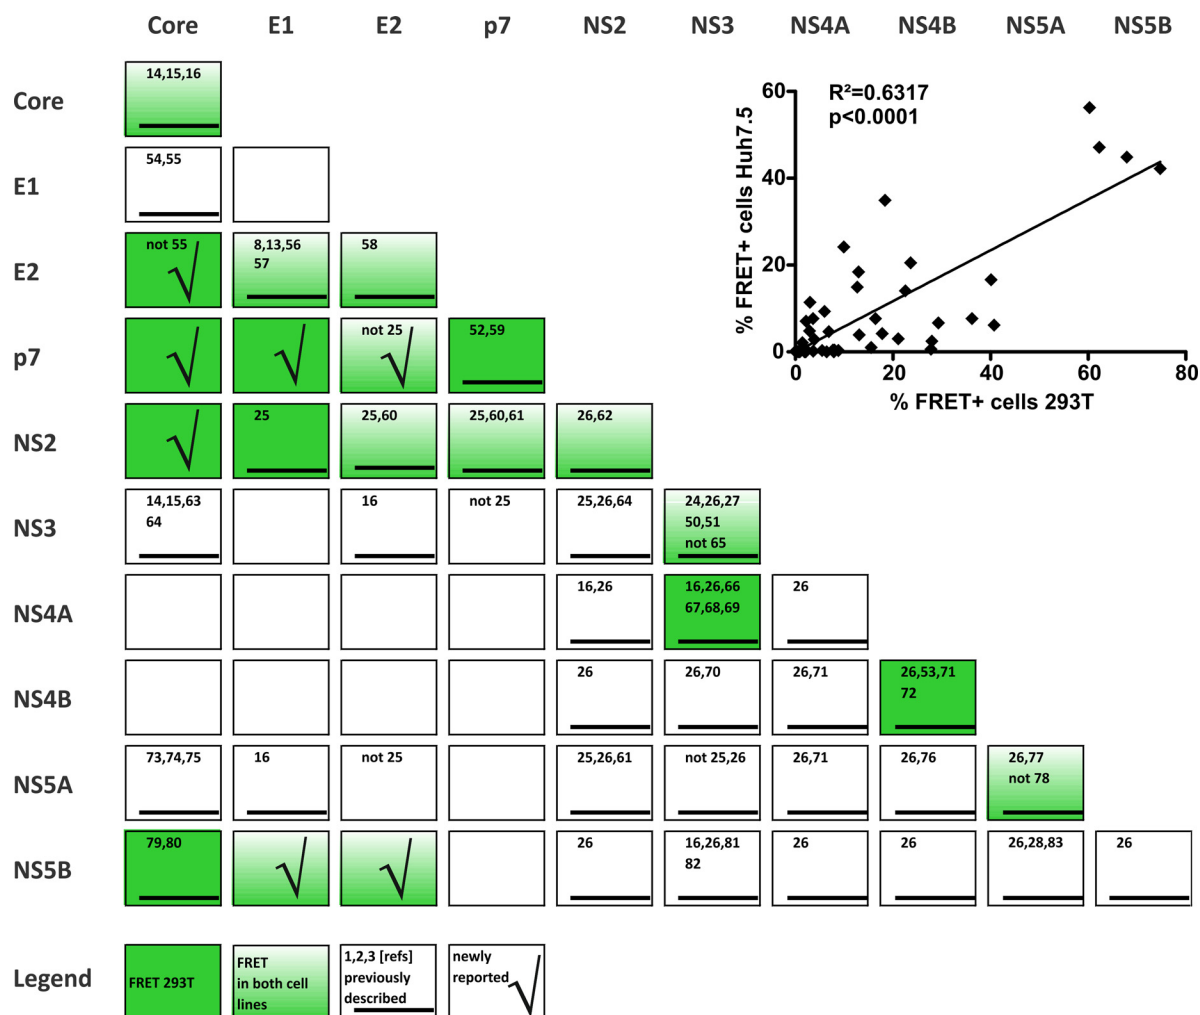 Core E1 E2 p7 NS2 NS3 NS4A NS4B NS5A NS5B
Core
14,15,16
E1
54,55
E2
not 55
8,13,56
57
58
p7
not 25
52,59
NS2
25
25,60
25,60,61
26,62
NS3
14,15,63
64
16
not 25
25,26,64
24,26,27
50,51
not 65
NS4A
16,26
16,26,66
67,68,69
26
NS4B
26
26,70
26,71
26,53,71
72
NS5A
73,74,75
16
not 25
25,26,61
not 25,26
26,71
26,76
26,77
not 78
NS5B
79,80
26
16,26,81
82
26
26
26,28,83
26
R²=0.6317
p<0.0001
% FRET+ cells Huh7.5
60
40
20
0
0 20 40 60 80
% FRET+ cells 293T
Legend
FRET 293T
FRET
in both cell
lines
1,2,3 [refs]
previously
described
newly
reported